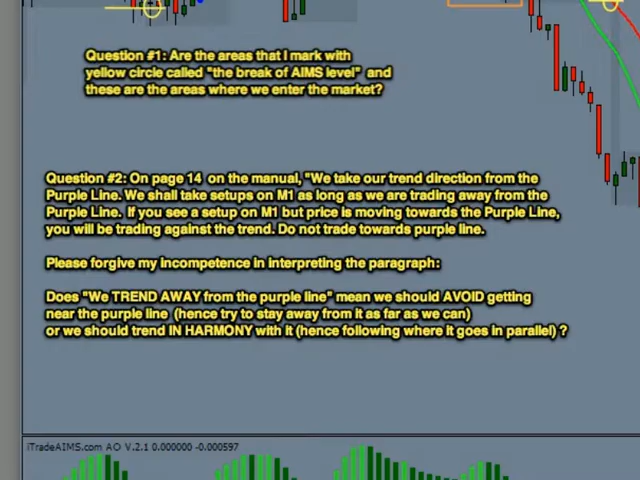 Question #1: Are the areas that I mark with
yellow circle called "the break of AIMS level" and
these are the areas where we enter the market?
Question #2: On page 14 on the manual, "We take our trend direction from the
Purple Line. We shall take setups on M1 as long as we are trading away from the
Purple Line. If you see a setup on M1 but price is moving towards the Purple Line,
you will be trading against the trend. Do not trade towards purple line.
Please forgive my incompetence in interpreting the paragraph:
Does "We TREND AWAY from the purple line" mean we should AVOID getting
near the purple line (hence try to stay away from it as far as we can)
or we should trend IN HARMONY with it (hence following where it goes in parallel) ?
iTradeAIMS.com AO V.2.1 0.000000 -0.000597